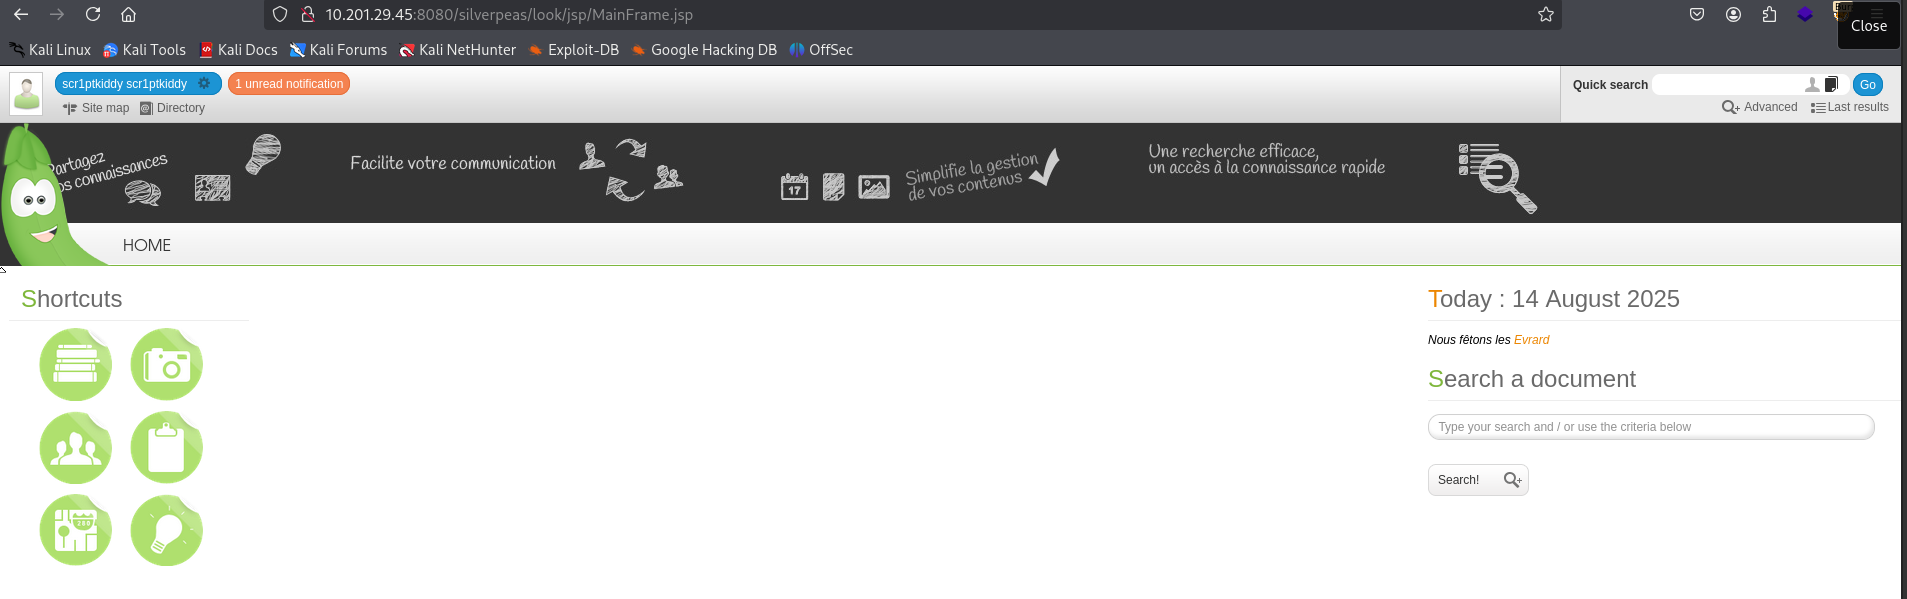 10.201.29.45:8080/silverpeas/look/jsp/MainFrame.jsp
Close
Kali Linux Kali Tools Kali Docs Kali Forums Kali NetHunter Exploit-DB Google Hacking DB OffSec
scr1ptkiddy scr1ptkiddy 1 unread notification
Site map Directory
Quick search Go
Advanced Last results
Partagez
vos connaissances
Facilite votre communication
17
Simplifie la gestion
de vos contenus
Une recherche efficace,
un accès à la connaissance rapide
HOME
Shortcuts
Today : 14 August 2025
Nous fêtons les Evrard
Search a document
Type your search and / or use the criteria below
Search!